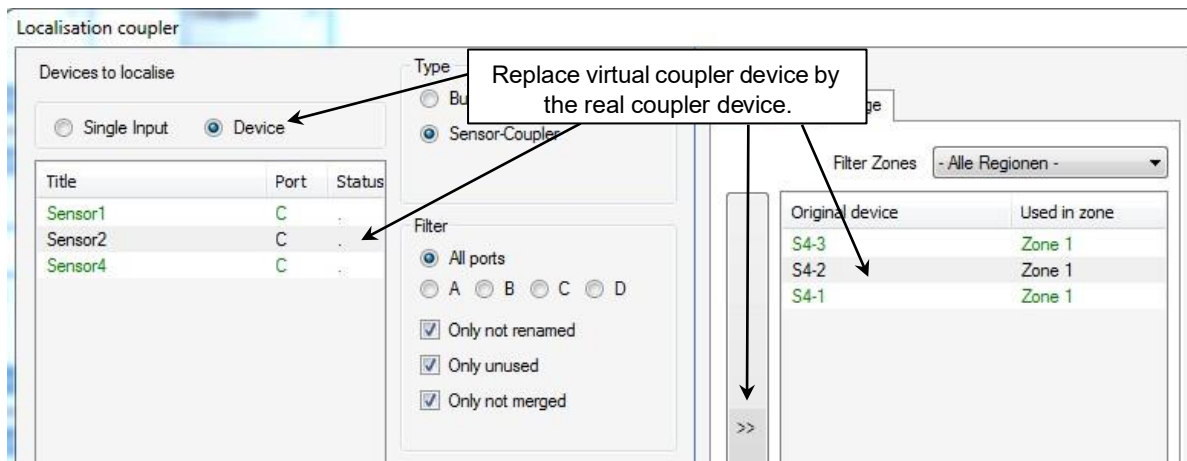 Localisation coupler
Devices to localise
Single Input
Device
Title
Port
Status
Sensor1
C
.
Sensor2
C
.
Sensor4
C
.
Type
Sensor-Coupler
Filter
All ports
A
B
C
D
Only not renamed
Only unused
Only not merged
Replace virtual coupler device by
the real coupler device.
>>
Filter Zones
- Alle Regionen -
Original device
Used in zone
S4-3
Zone 1
S4-2
Zone 1
S4-1
Zone 1